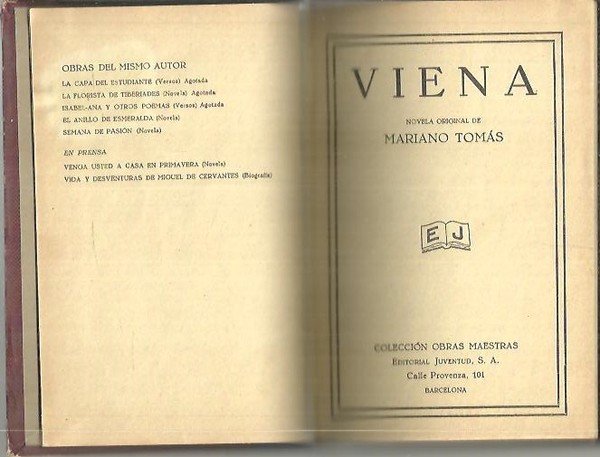 OBRAS DEL MISMO AUTOR
LA CAPA DEL ESTUDIANTE (Versos) Agotada
LA FLORISTA DE TIBERIADES (Novela) Agotada
ISABEL-ANA Y OTROS POEMAS (Versos) Agotada
EL ANILLO DE ESMERALDA (Novela)
SEMANA DE PASIÓN (Novela)
EN PRENSA
VENGA USTED A CASA EN PRIMAVERA (Novela)
VIDA Y DESVENTURAS DE MIGUEL DE CERVANTES (Biografía)
VIENA
NOVELA ORIGINAL DE
MARIANO TOMÁS
E J
COLECCIÓN OBRAS MAESTRAS
EDITORIAL JUVENTUD, S. A.
Calle Provenza, 101
BARCELONA